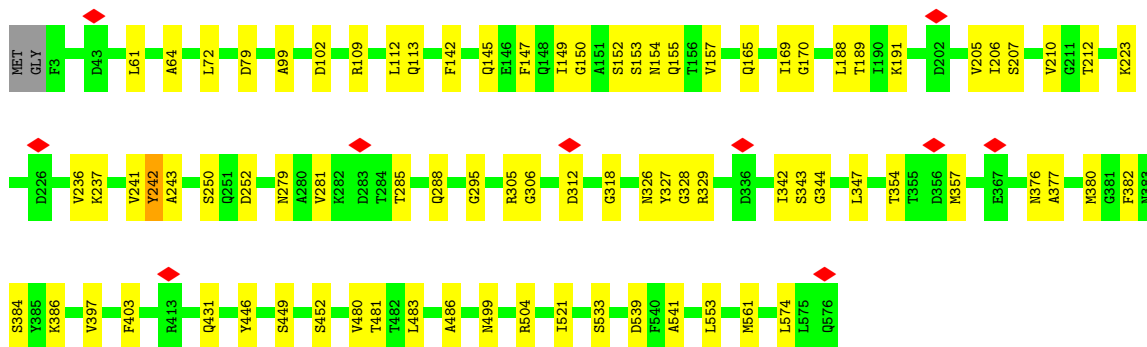 MET GLY F3 D43 L61 A64 L72 D79 A99 D102 R109 L112 Q113 F142 Q145 E146 F147 Q148 I149 G150 A151 S152 S153 N154 Q155 T156 V157 Q165 I169 G170 L188 T189 I190 K191 D202 V205 I206 S207 V210 G211 T212 K223
D226 V236 K237 V241 Y242 A243 S250 Q251 D252 N279 A280 V281 K282 D283 T284 T285 Q288 G295 R305 G306 D312 G318 N326 Y327 G328 R329 D336 I342 S343 G344 L347 T354 T355 D356 M357 E367 N376 A377 M380 G381 F382 N383
S384 Y385 K386 V397 F403 R413 Q431 Y446 S449 S452 V480 T481 T482 L483 A486 N499 R504 I521 S533 D539 F540 A541 L553 M561 L574 L575 Q576